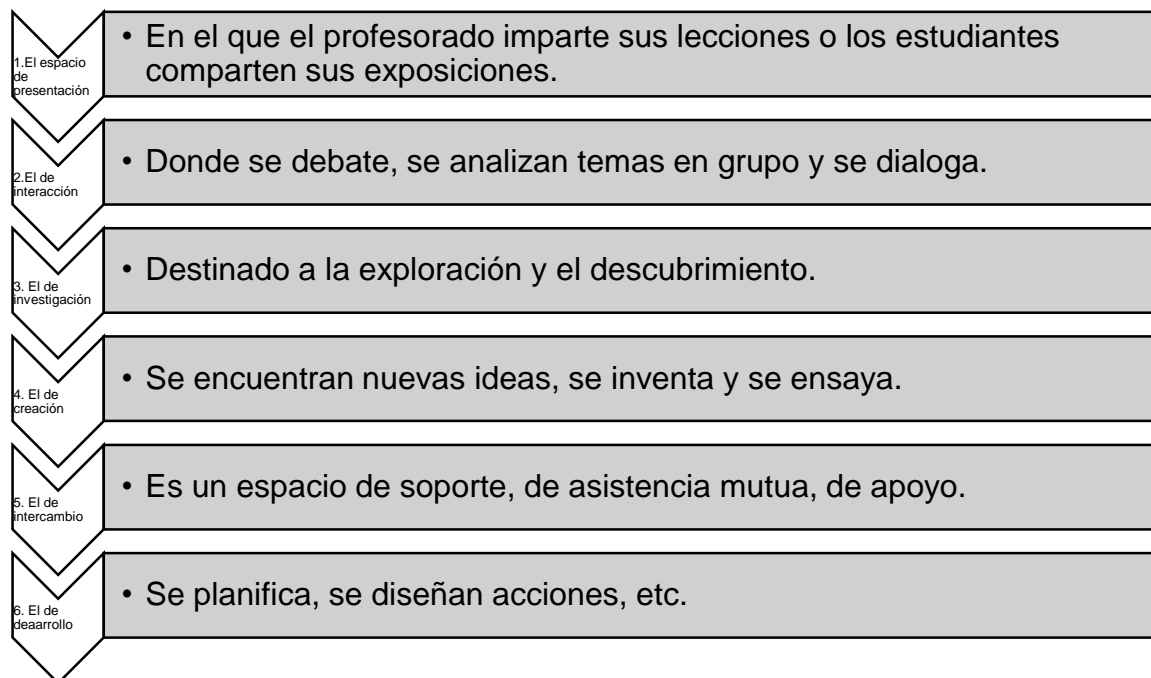 1.El espacio
de
presentación
• En el que el profesorado imparte sus lecciones o los estudiantes
comparten sus exposiciones.
2.El de
interacción
• Donde se debate, se analizan temas en grupo y se dialoga.
3. El de
investigación
• Destinado a la exploración y el descubrimiento.
4. El de
creación
• Se encuentran nuevas ideas, se inventa y se ensaya.
5. El de
intercambio
• Es un espacio de soporte, de asistencia mutua, de apoyo.
6. El de
deaarrollo
• Se planifica, se diseñan acciones, etc.